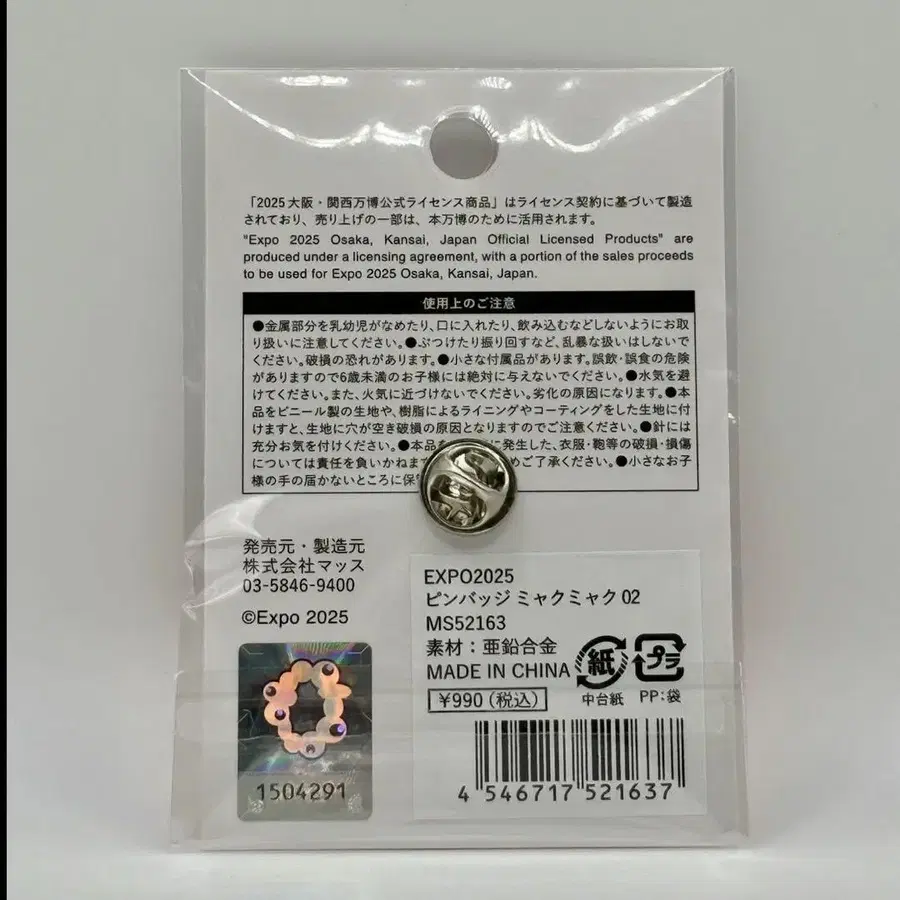 「2025 大阪・関西万博公式ライセンス商品」はライセンス契約に基づいて製造
されており、売り上げの一部は、本万博のために活用されます。
"Expo 2025 Osaka, Kansai, Japan Official Licensed Products" are
produced under a licensing agreement, with a portion of the sales proceeds
to be used for Expo 2025 Osaka, Kansai, Japan.
使用上のご注意
●金属部分を乳幼児がなめたり、口に入れたり、飲み込むなどしないようにお取
り扱いに注意してください。●ぶつけたり振り回すなど、乱暴な扱いはしないで
ください。破損の恐れがあります。●小さな付属品があります。誤飲・誤食の危険
がありますので6歳未満のお子様には絶対に与えないでください。●水気を避
けてください。また、火気に近づけないでください。劣化の原因になります。●本
品をビニール製の生地や、樹脂によるライニングやコーティングをした生地に付
けますと、生地に穴が空き破損の原因となりますのでご注意ください。●針には
充分お気を付けください。●本品を に発生した、衣服・鞄等の破損・損傷
については責任を負いかねま めご了承ください。●小さなお子
様の手の届かないところに保
発売元・製造元
株式会社マッス
03-5846-9400
©Expo 2025
1504291
EXPO2025
ピンバッジ ミャクミャク 02
MS52163
素材：亜鉛合金
MADE IN CHINA
¥990（税込）
紙
中台紙
プラ
PP：袋
4 546717 521637